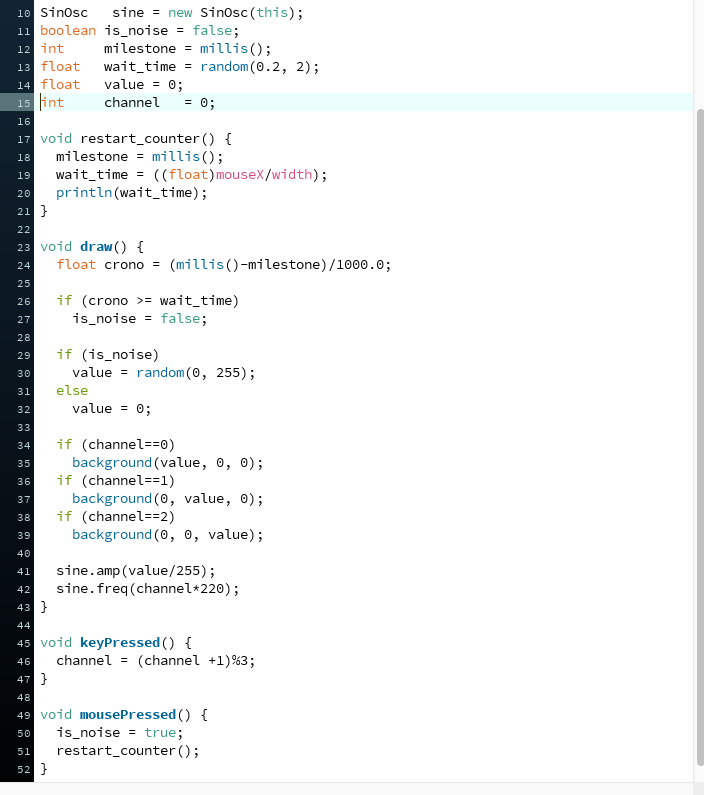 10 SinOsc   sine = new SinOsc(this);
11 boolean is_noise = false;
12 int     milestone = millis();
13 float   wait_time = random(0.2, 2);
14 float   value = 0;
15 int     channel   = 0;
16
17 void restart_counter() {
18   milestone = millis();
19   wait_time = ((float)mouseX/width);
20   println(wait_time);
21 }
22
23 void draw() {
24   float crono = (millis()-milestone)/1000.0;
25
26   if (crono >= wait_time)
27     is_noise = false;
28
29   if (is_noise)
30     value = random(0, 255);
31   else
32     value = 0;
33
34   if (channel==0)
35     background(value, 0, 0);
36   if (channel==1)
37     background(0, value, 0);
38   if (channel==2)
39     background(0, 0, value);
40
41   sine.amp(value/255);
42   sine.freq(channel*220);
43 }
44
45 void keyPressed() {
46   channel = (channel +1)%3;
47 }
48
49 void mousePressed() {
50   is_noise = true;
51   restart_counter();
52 }